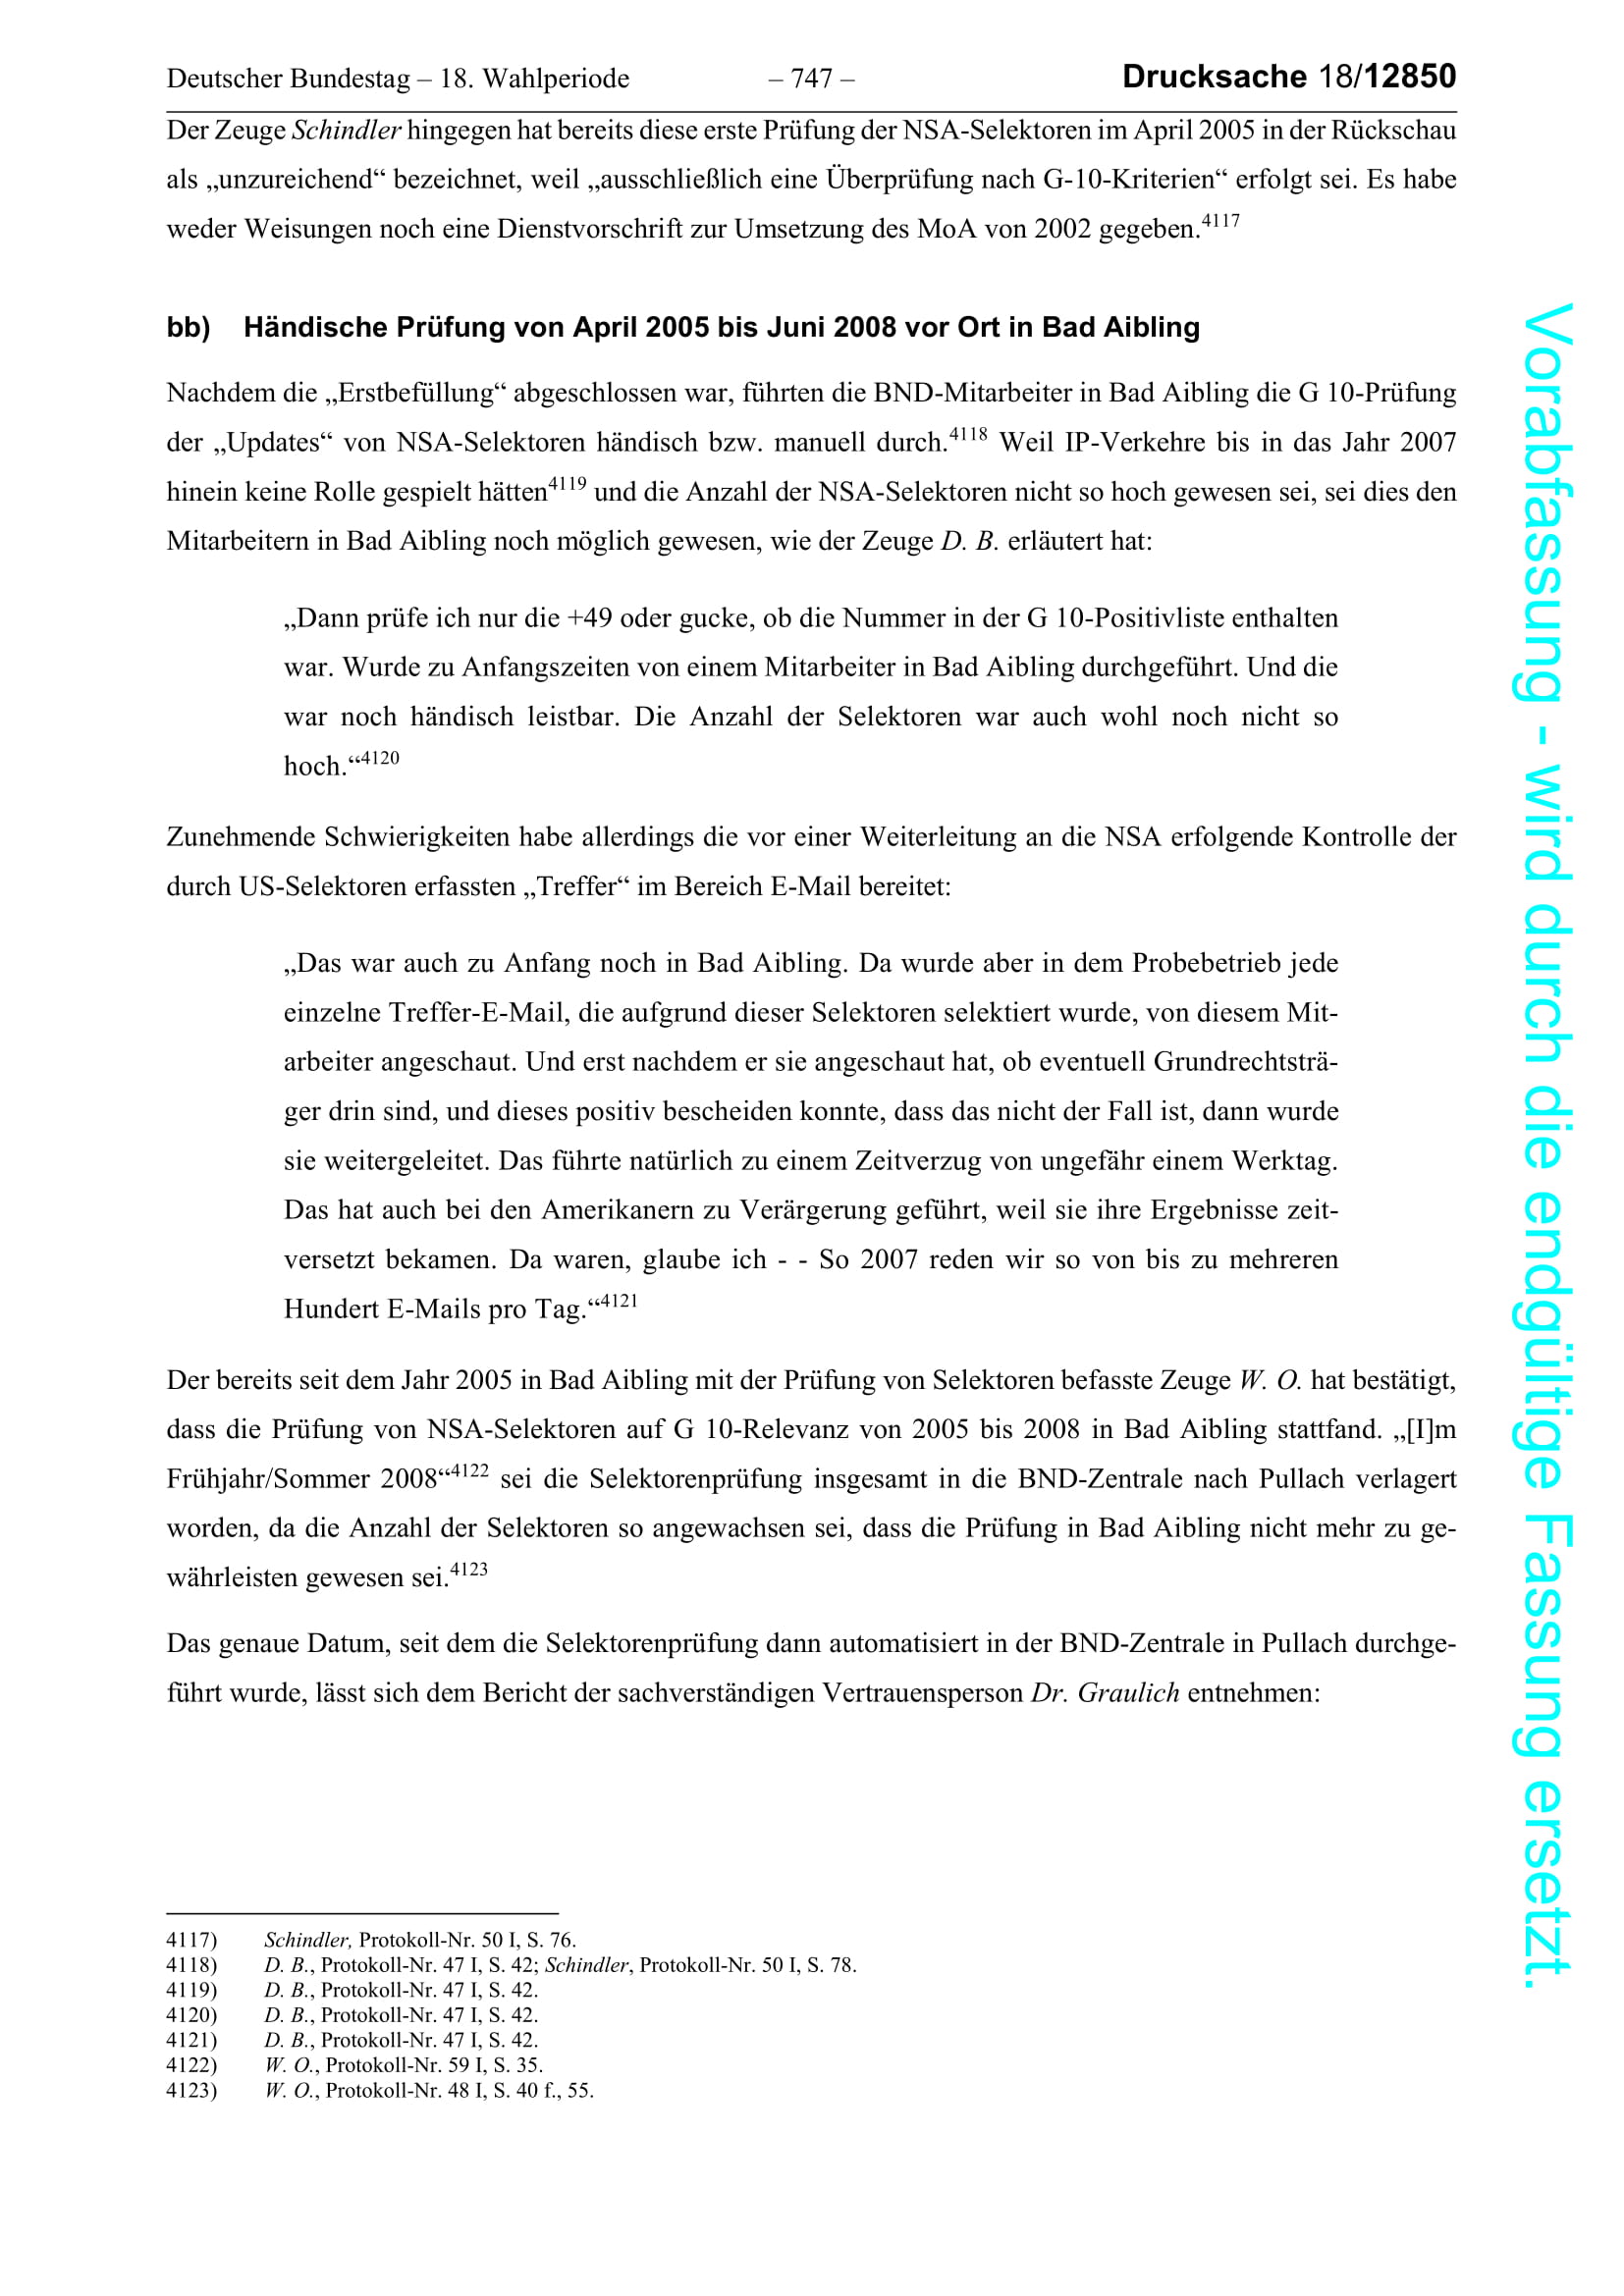 Deutscher Bundestag – 18. Wahlperiode – 747 – Drucksache 18/12850
Der Zeuge Schindler hingegen hat bereits diese erste Prüfung der NSA-Selektoren im April 2005 in der Rückschau
als „unzureichend“ bezeichnet, weil „ausschließlich eine Überprüfung nach G-10-Kriterien“ erfolgt sei. Es habe
weder Weisungen noch eine Dienstvorschrift zur Umsetzung des MoA von 2002 gegeben.4117
bb) Händische Prüfung von April 2005 bis Juni 2008 vor Ort in Bad Aibling
Nachdem die „Erstbefüllung“ abgeschlossen war, führten die BND-Mitarbeiter in Bad Aibling die G 10-Prüfung
der „Updates“ von NSA-Selektoren händisch bzw. manuell durch.4118 Weil IP-Verkehre bis in das Jahr 2007
hinein keine Rolle gespielt hätten4119 und die Anzahl der NSA-Selektoren nicht so hoch gewesen sei, sei dies den
Mitarbeitern in Bad Aibling noch möglich gewesen, wie der Zeuge D. B. erläutert hat:
„Dann prüfe ich nur die +49 oder gucke, ob die Nummer in der G 10-Positivliste enthalten
war. Wurde zu Anfangszeiten von einem Mitarbeiter in Bad Aibling durchgeführt. Und die
war noch händisch leistbar. Die Anzahl der Selektoren war auch wohl noch nicht so
hoch.“4120
Zunehmende Schwierigkeiten habe allerdings die vor einer Weiterleitung an die NSA erfolgende Kontrolle der
durch US-Selektoren erfassten „Treffer“ im Bereich E-Mail bereitet:
„Das war auch zu Anfang noch in Bad Aibling. Da wurde aber in dem Probebetrieb jede
einzelne Treffer-E-Mail, die aufgrund dieser Selektoren selektiert wurde, von diesem Mit-
arbeiter angeschaut. Und erst nachdem er sie angeschaut hat, ob eventuell Grundrechtsträ-
ger drin sind, und dieses positiv bescheiden konnte, dass das nicht der Fall ist, dann wurde
sie weitergeleitet. Das führte natürlich zu einem Zeitverzug von ungefähr einem Werktag.
Das hat auch bei den Amerikanern zu Verärgerung geführt, weil sie ihre Ergebnisse zeit-
versetzt bekamen. Da waren, glaube ich - - So 2007 reden wir so von bis zu mehreren
Hundert E-Mails pro Tag.“4121
Der bereits seit dem Jahr 2005 in Bad Aibling mit der Prüfung von Selektoren befasste Zeuge W. O. hat bestätigt,
dass die Prüfung von NSA-Selektoren auf G 10-Relevanz von 2005 bis 2008 in Bad Aibling stattfand. „[I]m
Frühjahr/Sommer 2008“4122 sei die Selektorenprüfung insgesamt in die BND-Zentrale nach Pullach verlagert
worden, da die Anzahl der Selektoren so angewachsen sei, dass die Prüfung in Bad Aibling nicht mehr zu ge-
währleisten gewesen sei.4123
Das genaue Datum, seit dem die Selektorenprüfung dann automatisiert in der BND-Zentrale in Pullach durchge-
führt wurde, lässt sich dem Bericht der sachverständigen Vertrauensperson Dr. Graulich entnehmen:
4117) Schindler, Protokoll-Nr. 50 I, S. 76.
4118) D. B., Protokoll-Nr. 47 I, S. 42; Schindler, Protokoll-Nr. 50 I, S. 78.
4119) D. B., Protokoll-Nr. 47 I, S. 42.
4120) D. B., Protokoll-Nr. 47 I, S. 42.
4121) D. B., Protokoll-Nr. 47 I, S. 42.
4122) W. O., Protokoll-Nr. 59 I, S. 35.
4123) W. O., Protokoll-Nr. 48 I, S. 40 f., 55.
Vorabfassung - wird durch die endgültige Fassung ersetzt.